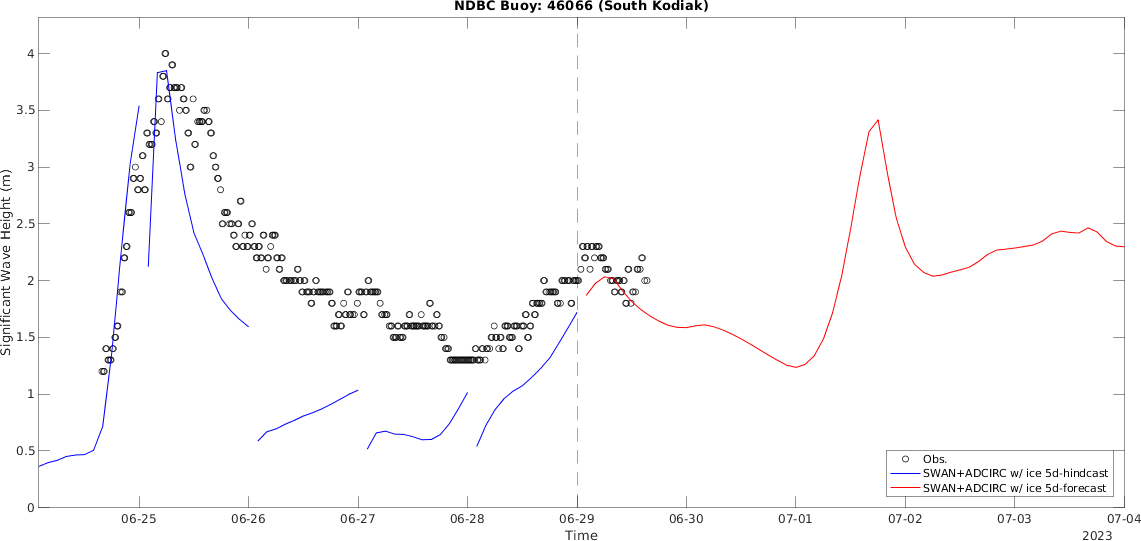 NDBC Buoy: 46066 (South Kodiak)
Significant Wave Height (m)
4
3.5
3
2.5
2
1.5
1
0.5
0
06-25 06-26 06-27 06-28 06-29 06-30 07-01 07-02 07-03 07-04
Time
2023
Obs.
SWAN+ADCIRC w/ ice 5d-hindcast
SWAN+ADCIRC w/ ice 5d-forecast